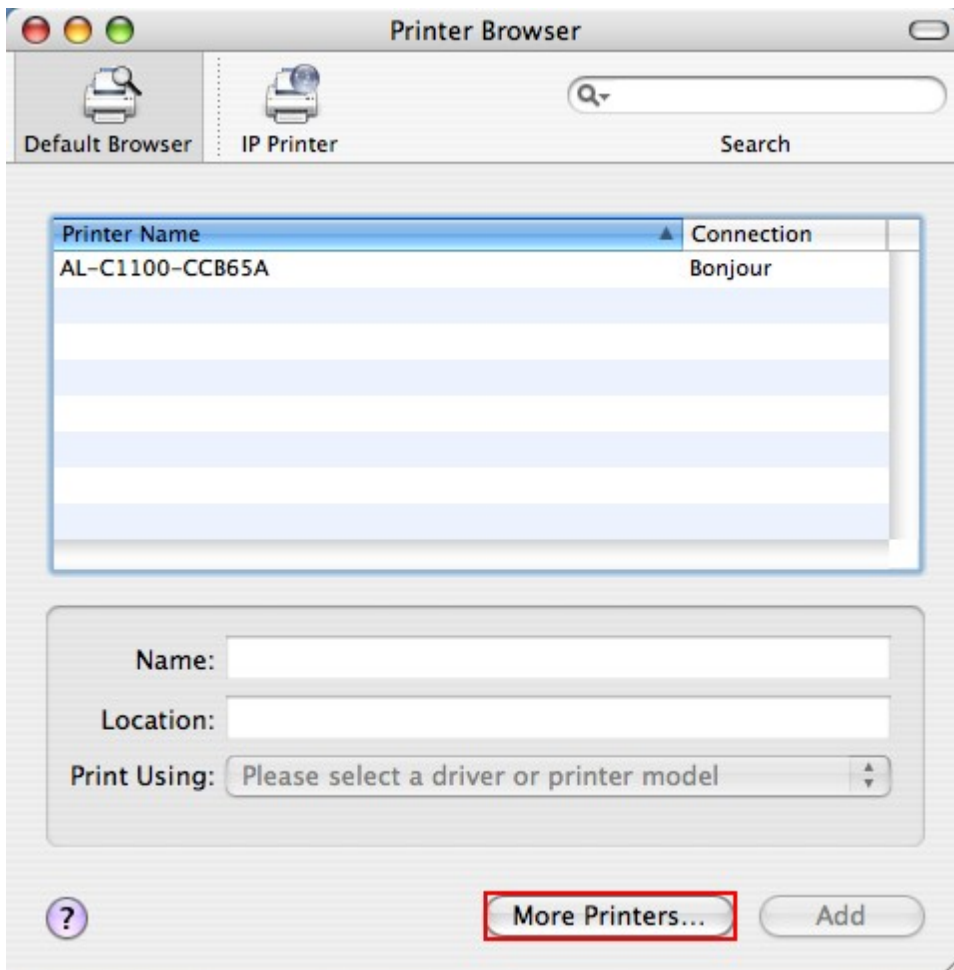 Printer Browser
Default Browser IP Printer Search
Printer Name Connection
AL-C1100-CCB65A Bonjour
Name:
Location:
Print Using: Please select a driver or printer model
? More Printers... Add